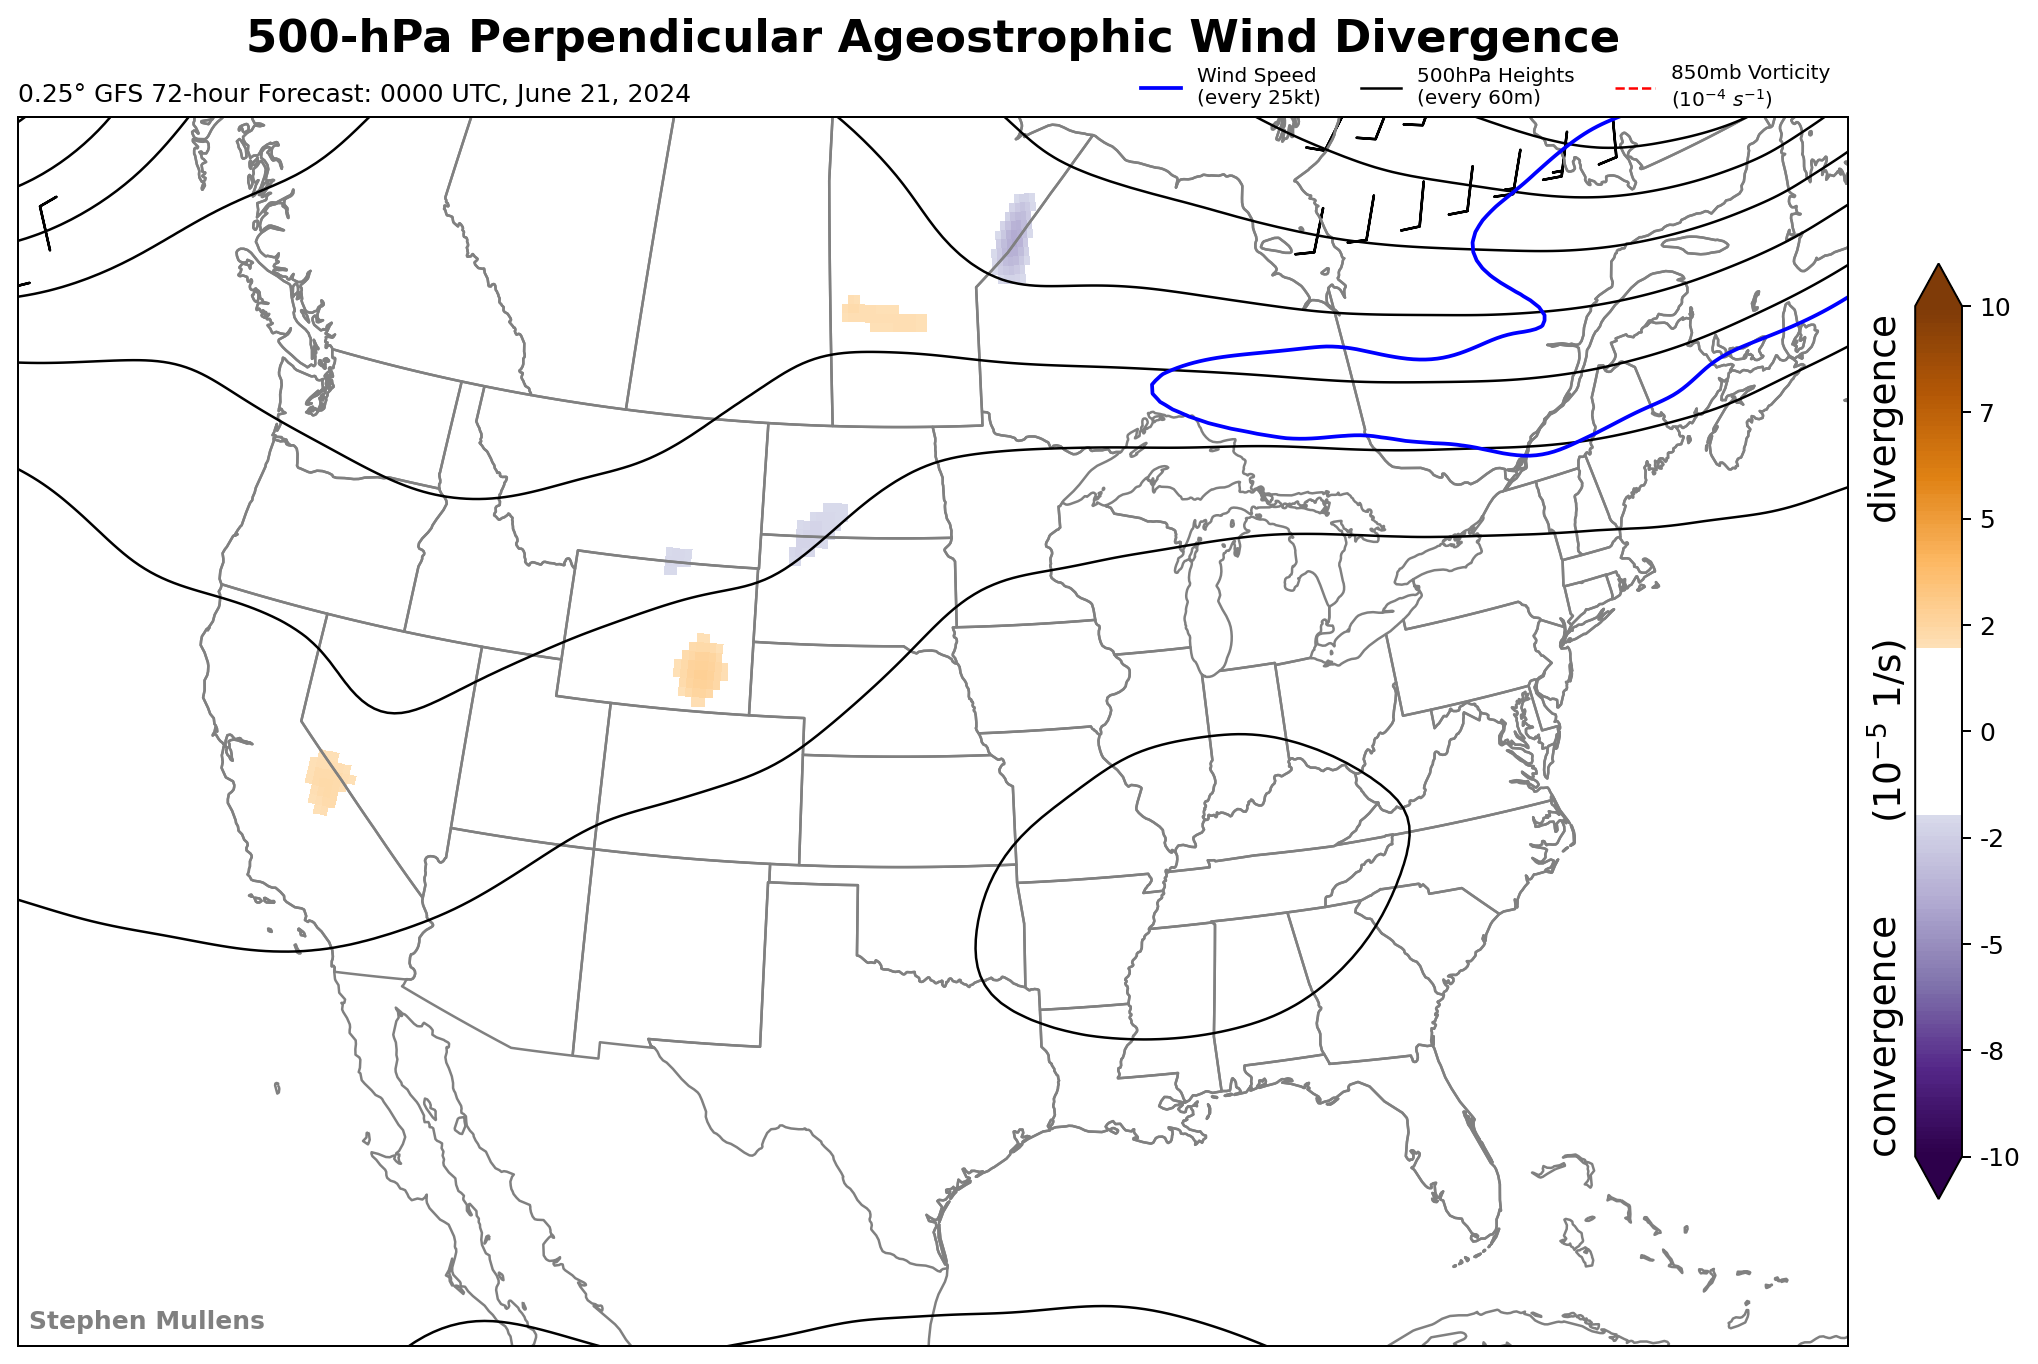 500-hPa Perpendicular Ageostrophic Wind Divergence
0.25° GFS 72-hour Forecast: 0000 UTC, June 21, 2024
Wind Speed
(every 25kt)
500hPa Heights
(every 60m)
850mb Vorticity
(10⁻⁴ s⁻¹)
convergence (10⁻⁵ 1/s) divergence
10
7
5
2
0
-2
-5
-8
-10
Stephen Mullens